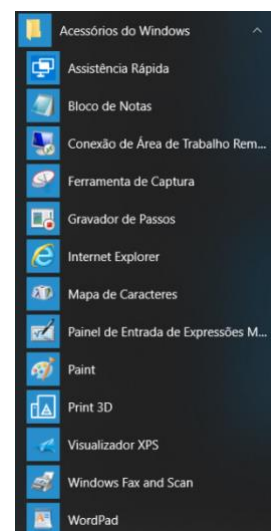 Acessórios do Windows
Assistência Rápida
Bloco de Notas
Conexão de Área de Trabalho Rem...
Ferramenta de Captura
Gravador de Passos
Internet Explorer
Mapa de Caracteres
Painel de Entrada de Expressões M...
Paint
Print 3D
Visualizador XPS
Windows Fax and Scan
WordPad